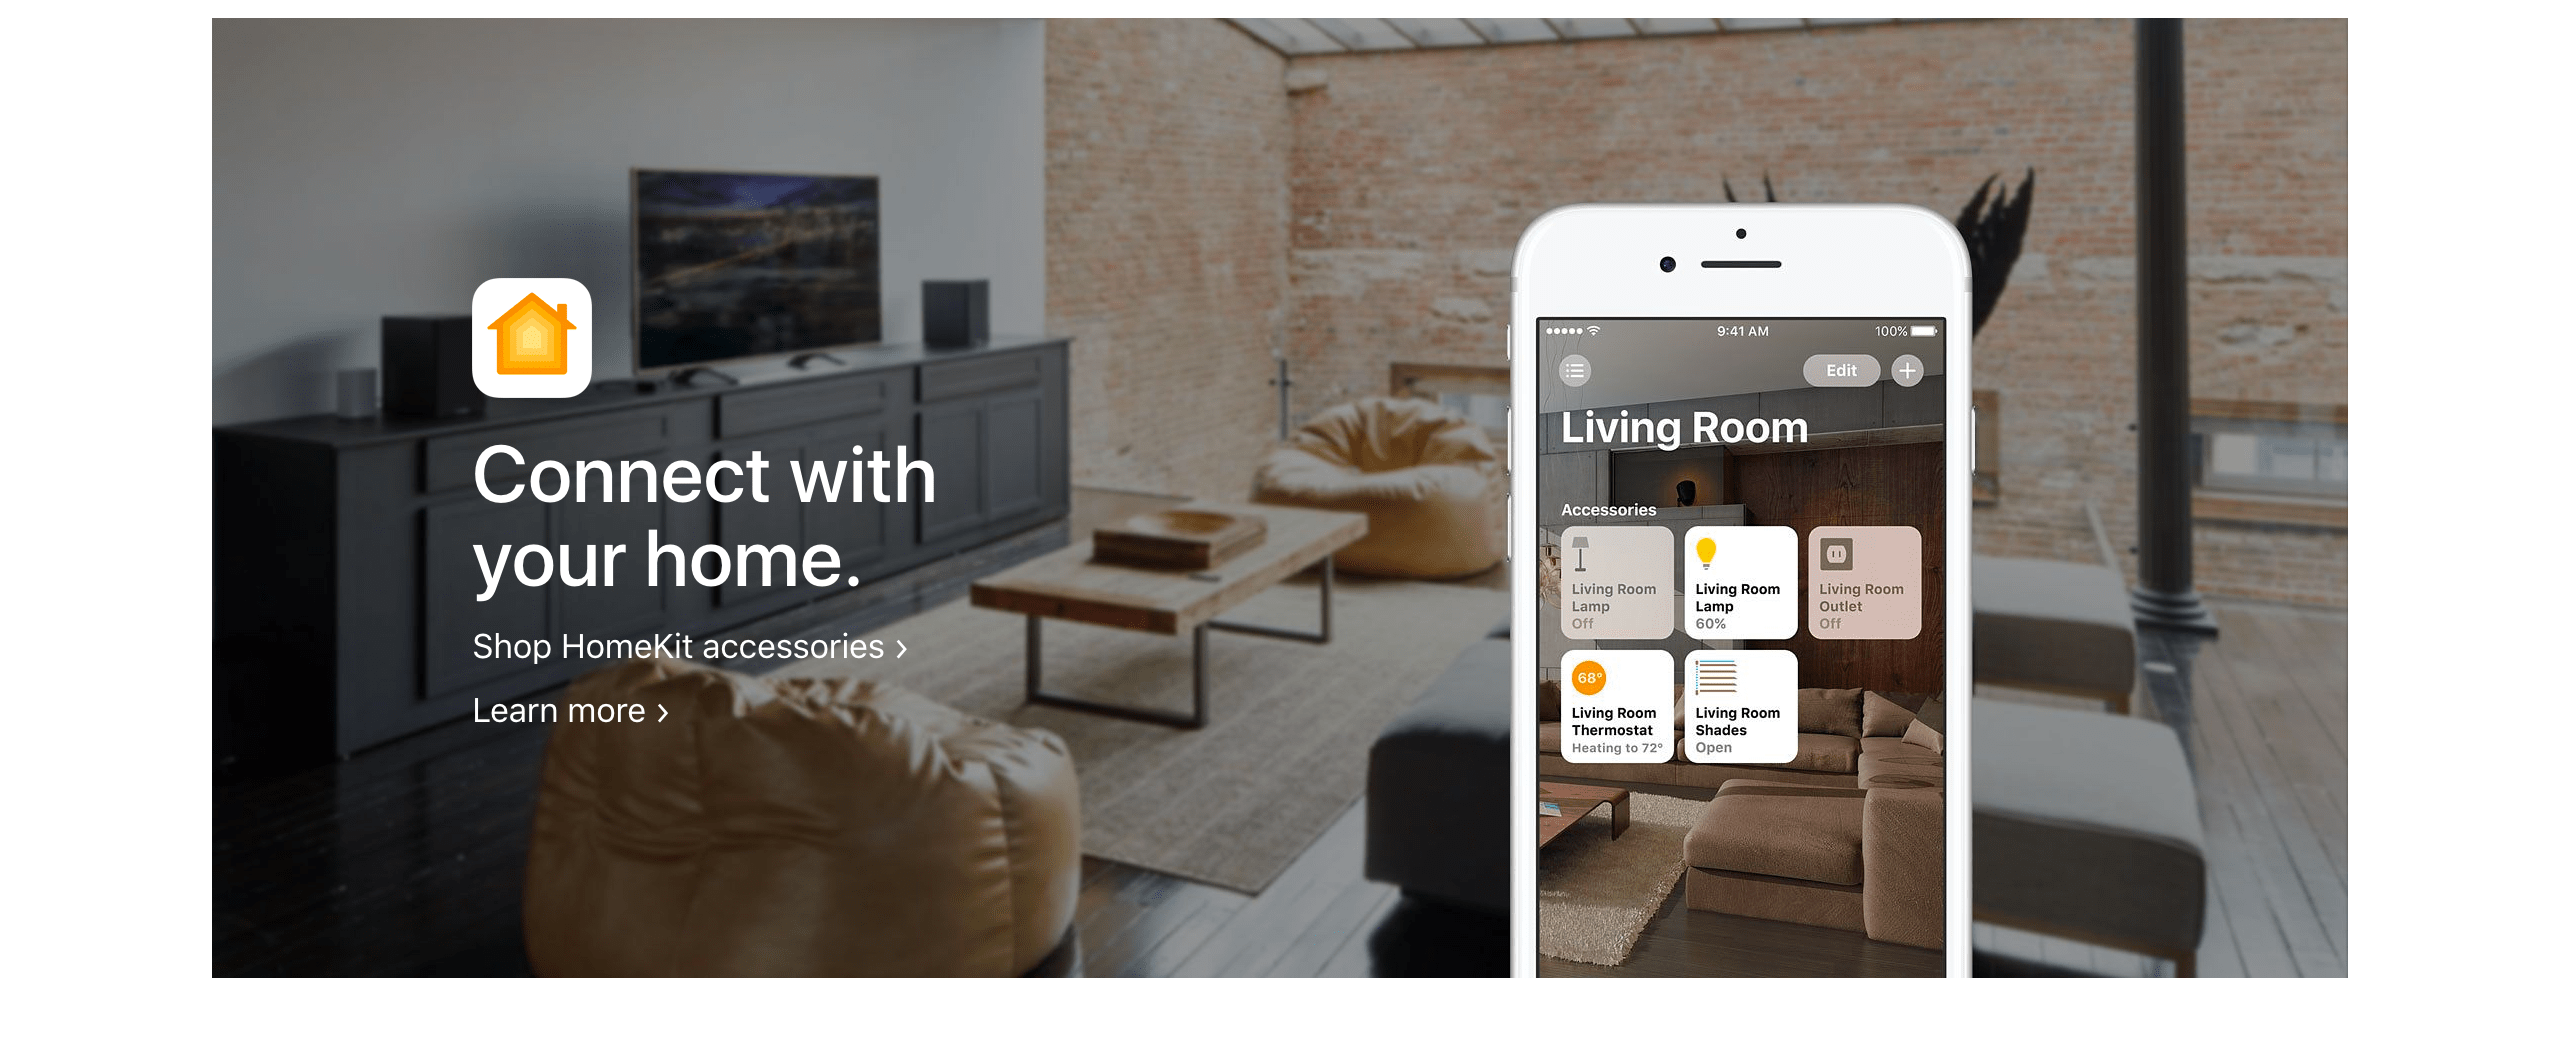 Connect with
your home.
Shop HomeKit accessories ›
Learn more ›
9:41 AM
100%
Edit
Living Room
Accessories
Living Room
Lamp
Off
Living Room
Lamp
60%
Living Room
Outlet
Off
68°
Living Room
Thermostat
Heating to 72°
Living Room
Shades
Open